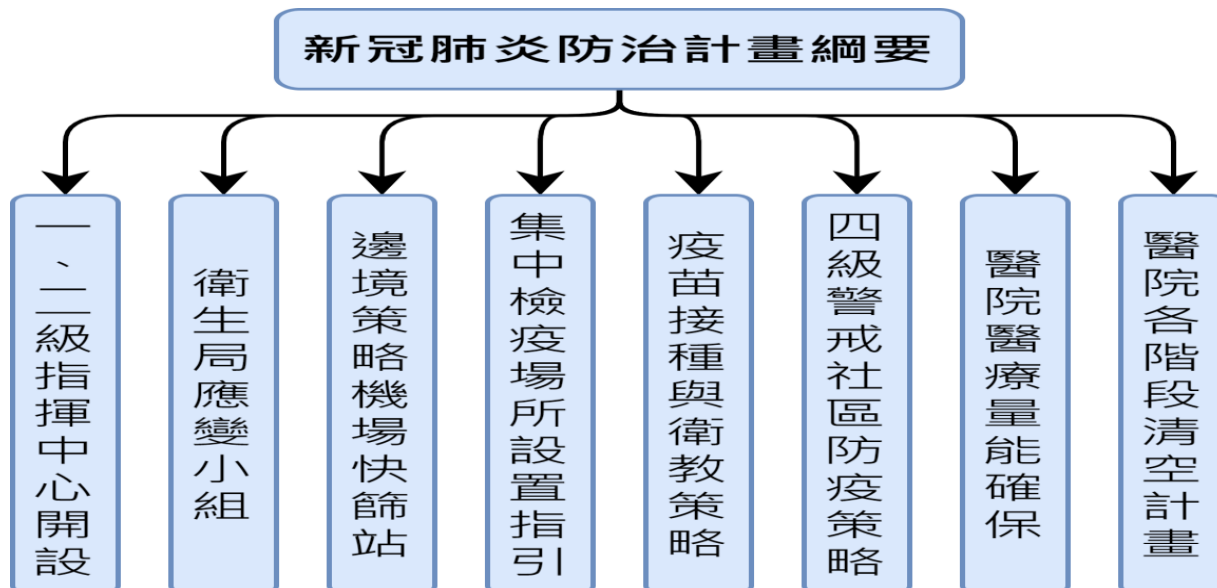 新冠肺炎防治計畫綱要
一、二級指揮中心開設
衛生局應變小組
邊境策略機場快篩站
集中檢疫場所設置指引
疫苗接種與衛教策略
四級警戒社區防疫策略
醫院醫療量能確保
醫院各階段清空計畫